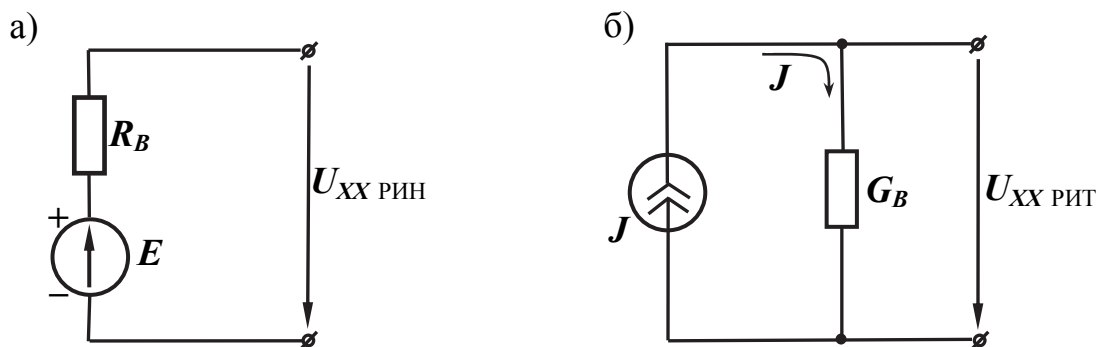 а)
R_B
+
E
−
U_XX РИН
б)
J
J
G_B
U_XX РИТ